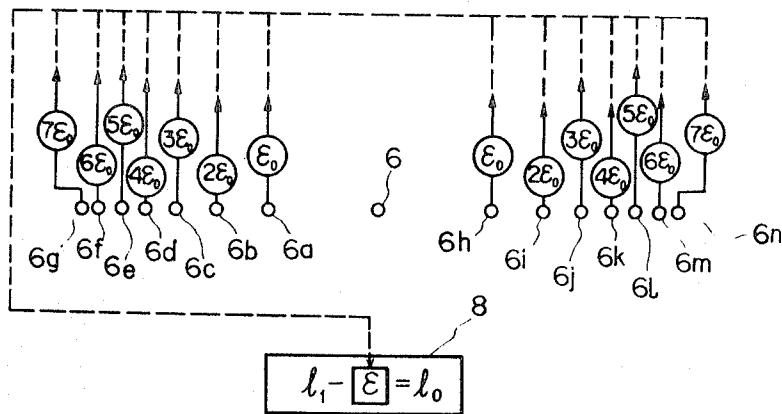 7ε₀ 6ε₀ 5ε₀ 4ε₀ 3ε₀ 2ε₀ ε₀ ε₀ 2ε₀ 3ε₀ 4ε₀ 5ε₀ 6ε₀ 7ε₀
6
6g 6f 6e 6d 6c 6b 6a 6h 6i 6j 6k 6l 6m 6n
8
ℓ₁ - ε = ℓ₀